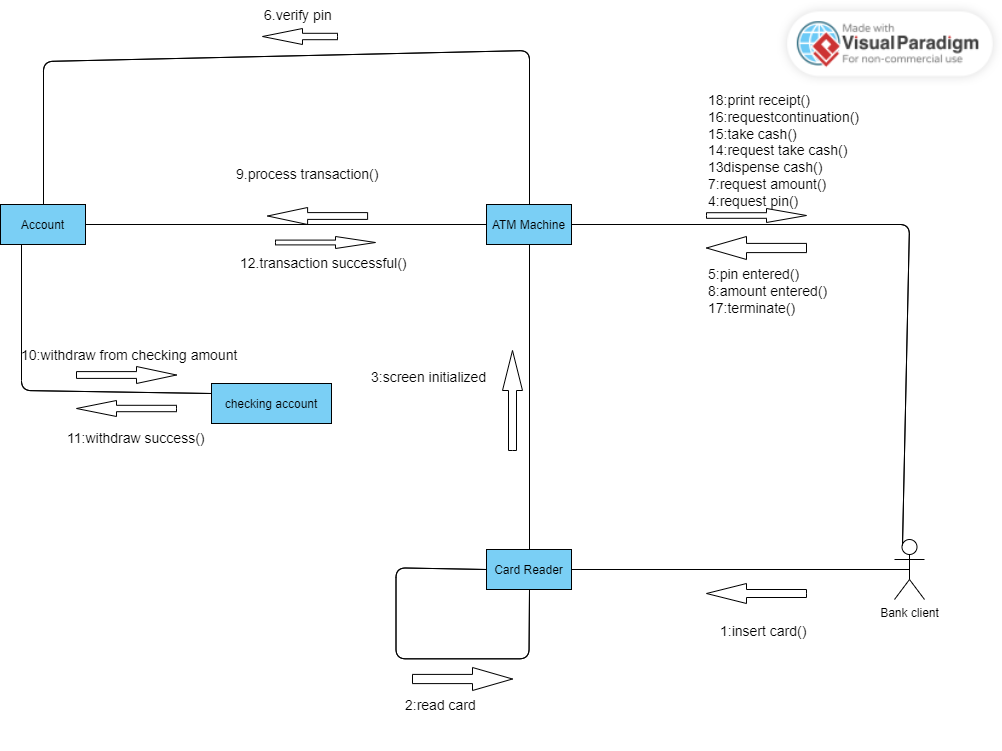 6.verify pin
Made with
VisualParadigm
For non-commercial use
18:print receipt()
16:requestcontinuation()
15:take cash()
14:request take cash()
13dispense cash()
7:request amount()
4:request pin()
9.process transaction()
Account
ATM Machine
12.transaction successful()
5:pin entered()
8:amount entered()
17:terminate()
10:withdraw from checking amount
3:screen initialized
checking account
11:withdraw success()
Card Reader
Bank client
1:insert card()
2:read card